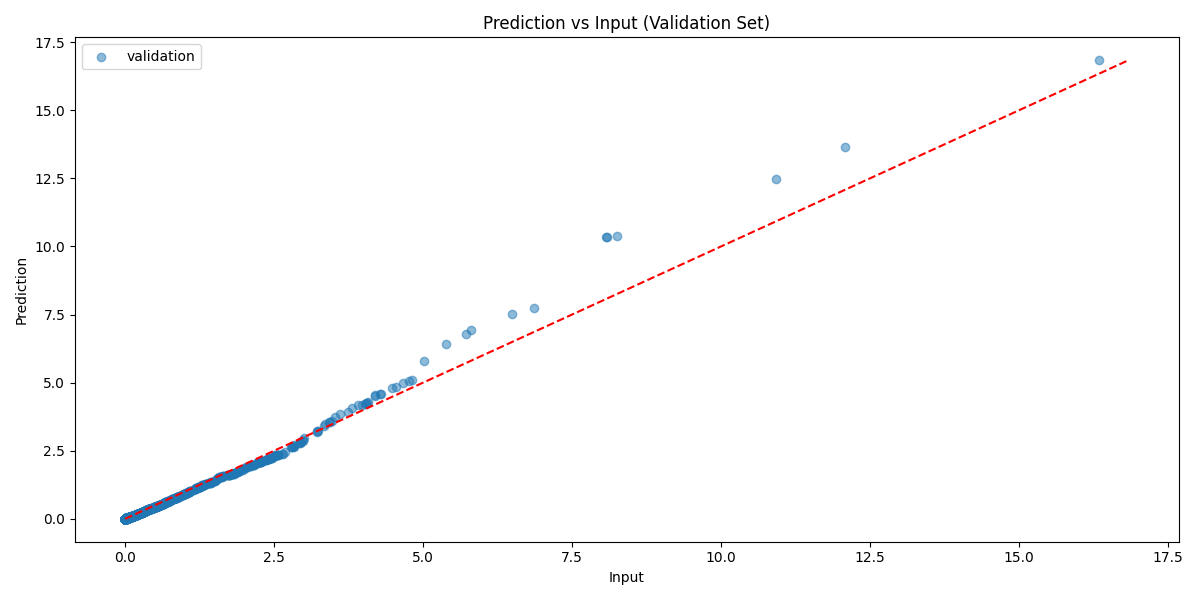 Prediction vs Input (Validation Set)
validation
17.5
15.0
12.5
10.0
7.5
5.0
2.5
0.0
Prediction
0.0 2.5 5.0 7.5 10.0 12.5 15.0 17.5
Input